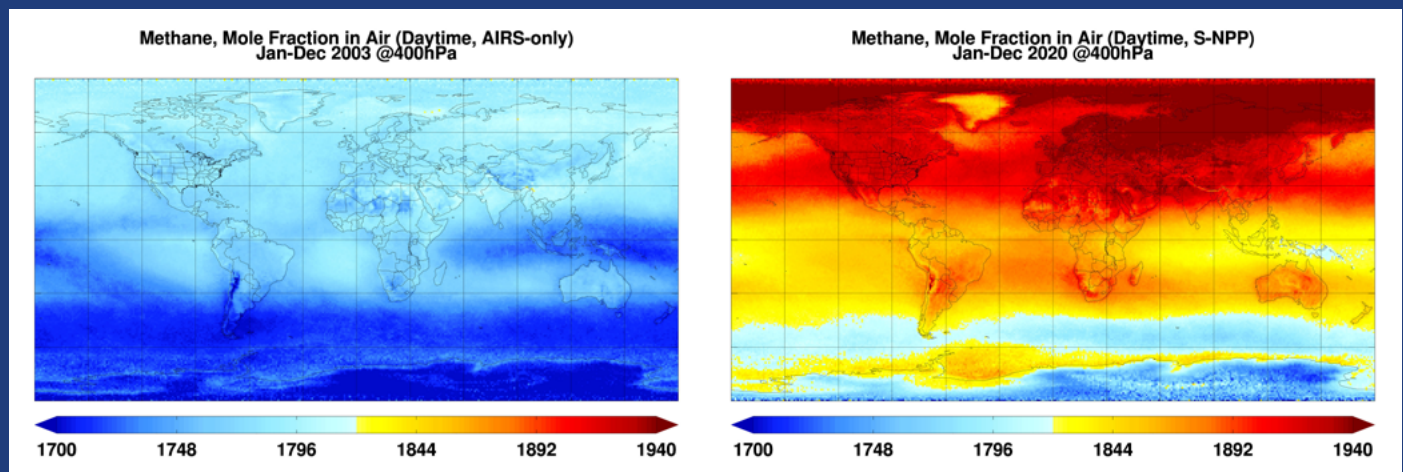 Methane, Mole Fraction in Air (Daytime, AIRS-only)
Jan-Dec 2003 @400hPa
1700 1748 1796 1844 1892 1940
Methane, Mole Fraction in Air (Daytime, S-NPP)
Jan-Dec 2020 @400hPa
1700 1748 1796 1844 1892 1940